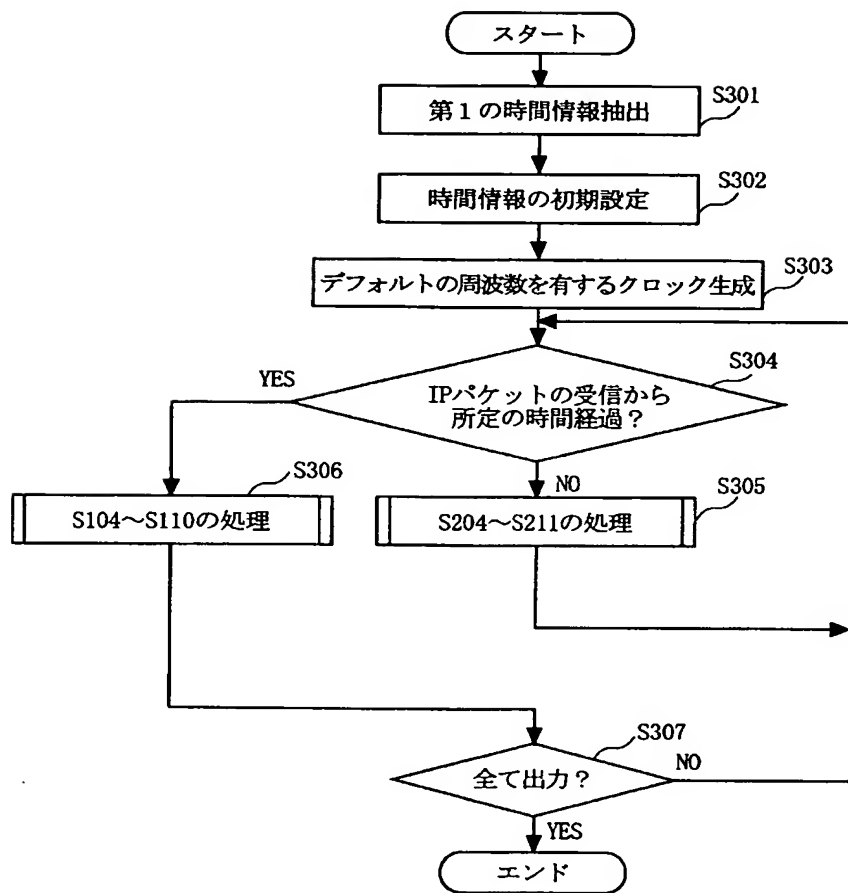 スタート
S301
第1の時間情報抽出
S302
時間情報の初期設定
S303
デフォルトの周波数を有するクロック生成
S304
YES
IPパケットの受信から
所定の時間経過？
S306
NO
S305
S104～S110の処理
S204～S211の処理
S307
全て出力？
NO
YES
エンド